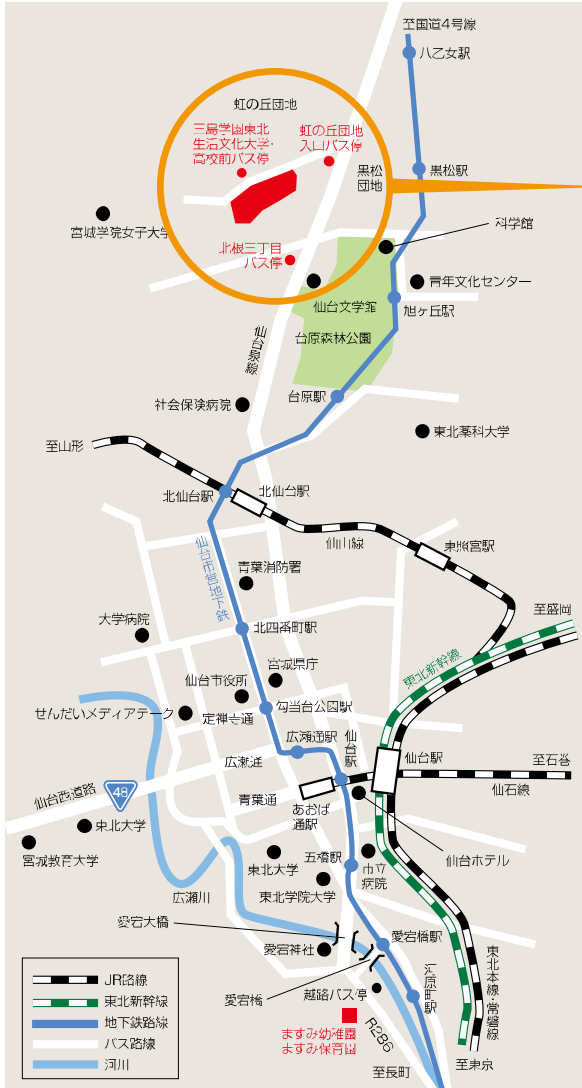 至国道4号線
八乙女駅
虹の丘団地
三島学園東北
生活文化大学・
高校前バス停
虹の丘団地
入口バス停
黒松
団地
黒松駅
宮城学院女子大学
北根三丁目
バス停
科学館
青年文化センター
仙台文学館
旭ヶ丘駅
台原森林公園
仙台泉線
台原駅
社会保険病院
東北薬科大学
至山形
北仙台駅
北仙台駅
仙山線
東照宮駅
仙台市営地下鉄
青葉消防署
大学病院
北四番町駅
至盛岡
東北新幹線
宮城県庁
仙台市役所
せんだいメディアテーク
定禅寺通
勾当台公園駅
広瀬通駅
広瀬通
仙台駅
仙台駅
至石巻
仙石線
仙台西道路
48
青葉通
あおば
通駅
東北大学
宮城教育大学
仙台ホテル
五橋駅
市立
病院
東北大学
東北学院大学
広瀬川
愛宕大橋
愛宕神社
愛宕橋駅
愛宕橋
越路バス停
河原町駅
東北本線・常磐線
ますみ幼稚園
ますみ保育園
R286
至長町
至東京
JR路線
東北新幹線
地下鉄路線
バス路線
河川